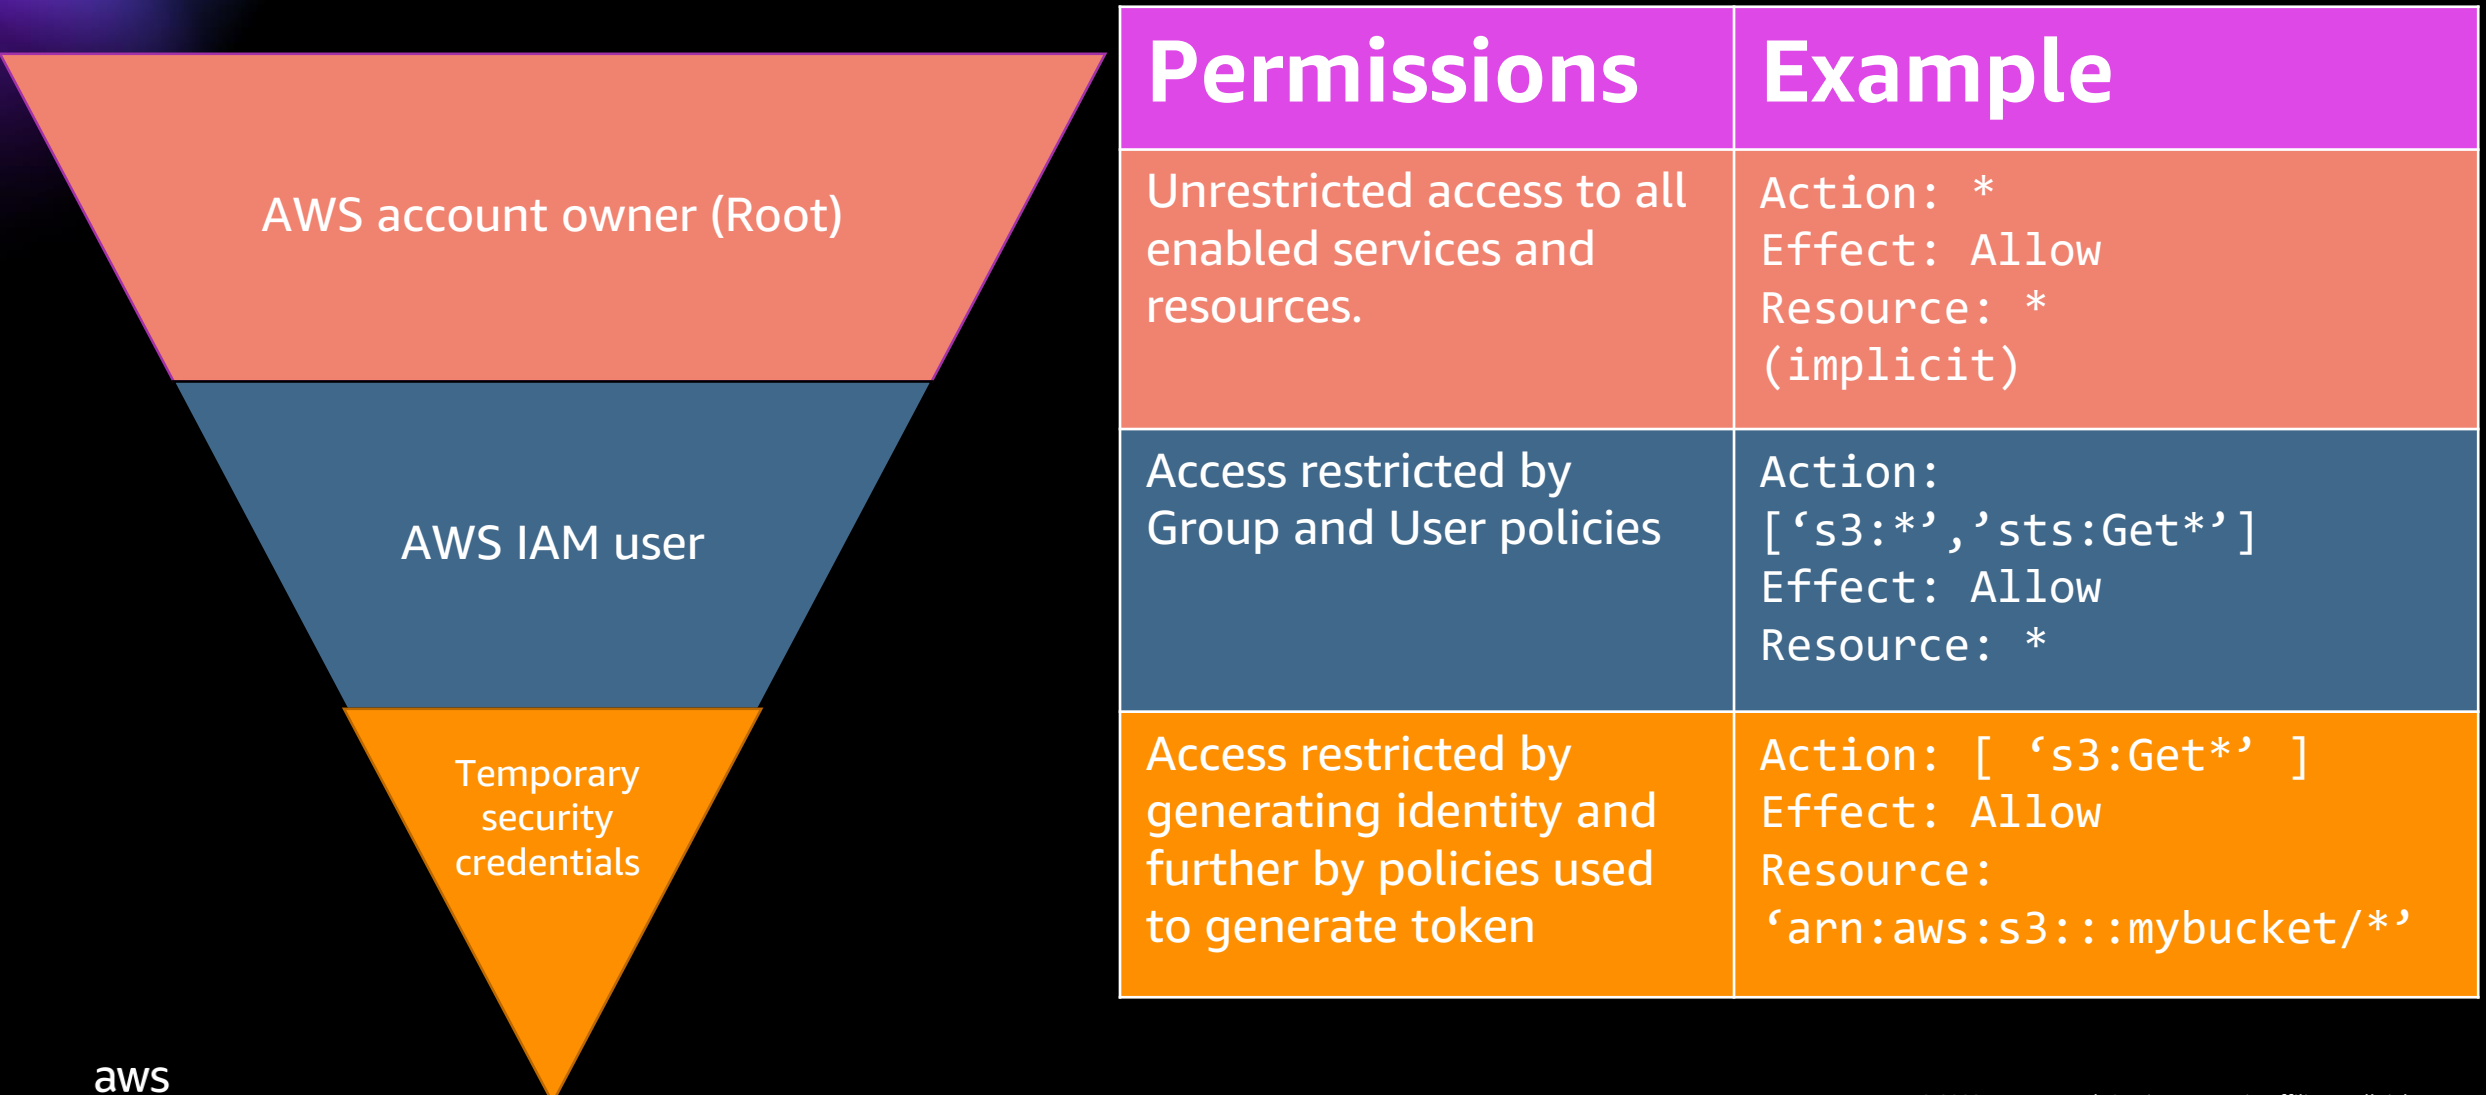 AWS account owner (Root)
AWS IAM user
Temporary
security
credentials
Permissions
Example
Unrestricted access to all
enabled services and
resources.
Action: *
Effect: Allow
Resource: *
(implicit)
Access restricted by
Group and User policies
Action:
[‘s3:*’,’sts:Get*’]
Effect: Allow
Resource: *
Access restricted by
generating identity and
further by policies used
to generate token
Action: [ ‘s3:Get*’ ]
Effect: Allow
Resource:
‘arn:aws:s3:::mybucket/*’
aws